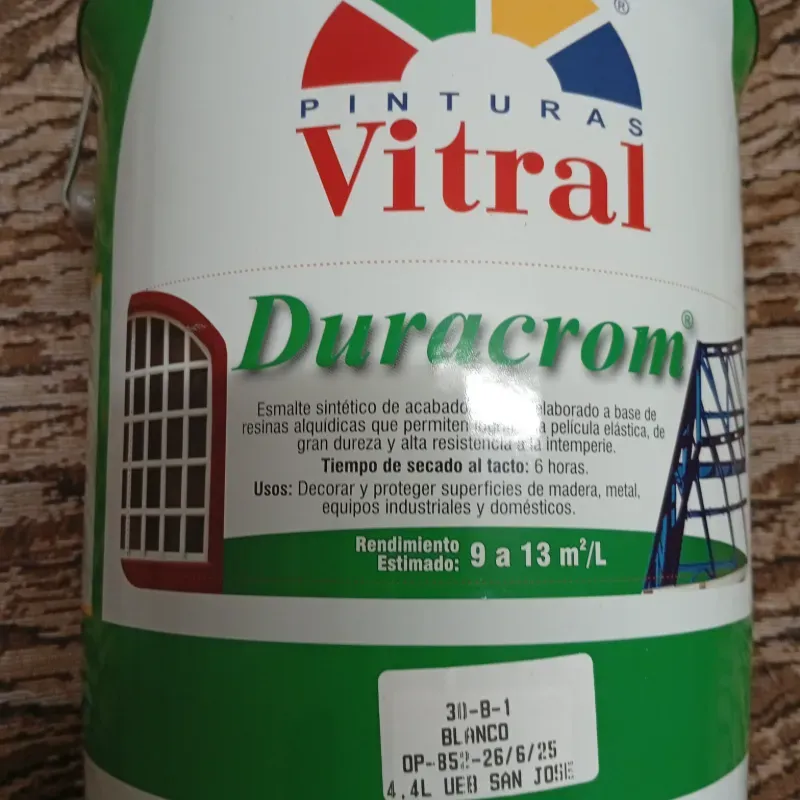 ®
PINTURAS
Vitral
Duracrom®
Esmalte sintético de acabado elaborado a base de
resinas alquídicas que permiten película elástica, de
gran dureza y alta resistencia a la intemperie.
Tiempo de secado al tacto: 6 horas.
Usos: Decorar y proteger superficies de madera, metal,
equipos industriales y domésticos.
Rendimiento
Estimado: 9 a 13 m²/L
30-B-1
BLANCO
OP-852-26/6/25
4,4L UEB SAN JOSE